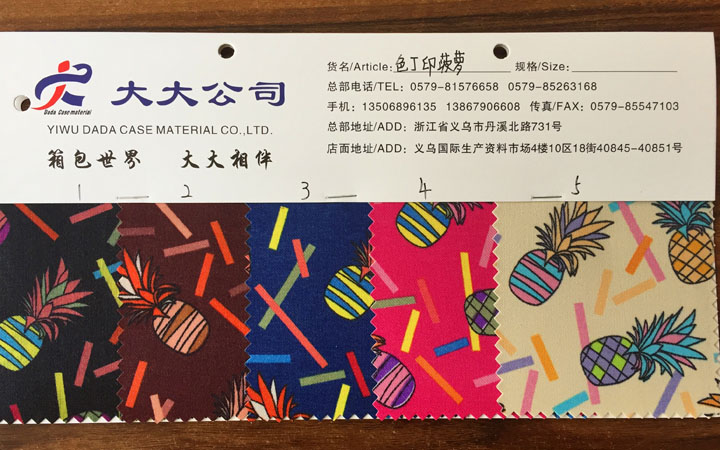 Dada Case material
大大公司
YIWU DADA CASE MATERIAL CO.,LTD.
箱包世界 大大相伴
货名/Article: 色丁印菠萝 规格/Size:
总部电话/TEL: 0579-81576658 0579-85263168
手机: 13506896135 13867906608 传真/FAX: 0579-85547103
总部地址/ADD: 浙江省义乌市丹溪北路731号
店面地址/ADD: 义乌国际生产资料市场4楼10区18街40845-40851号
1 2 3 4 5